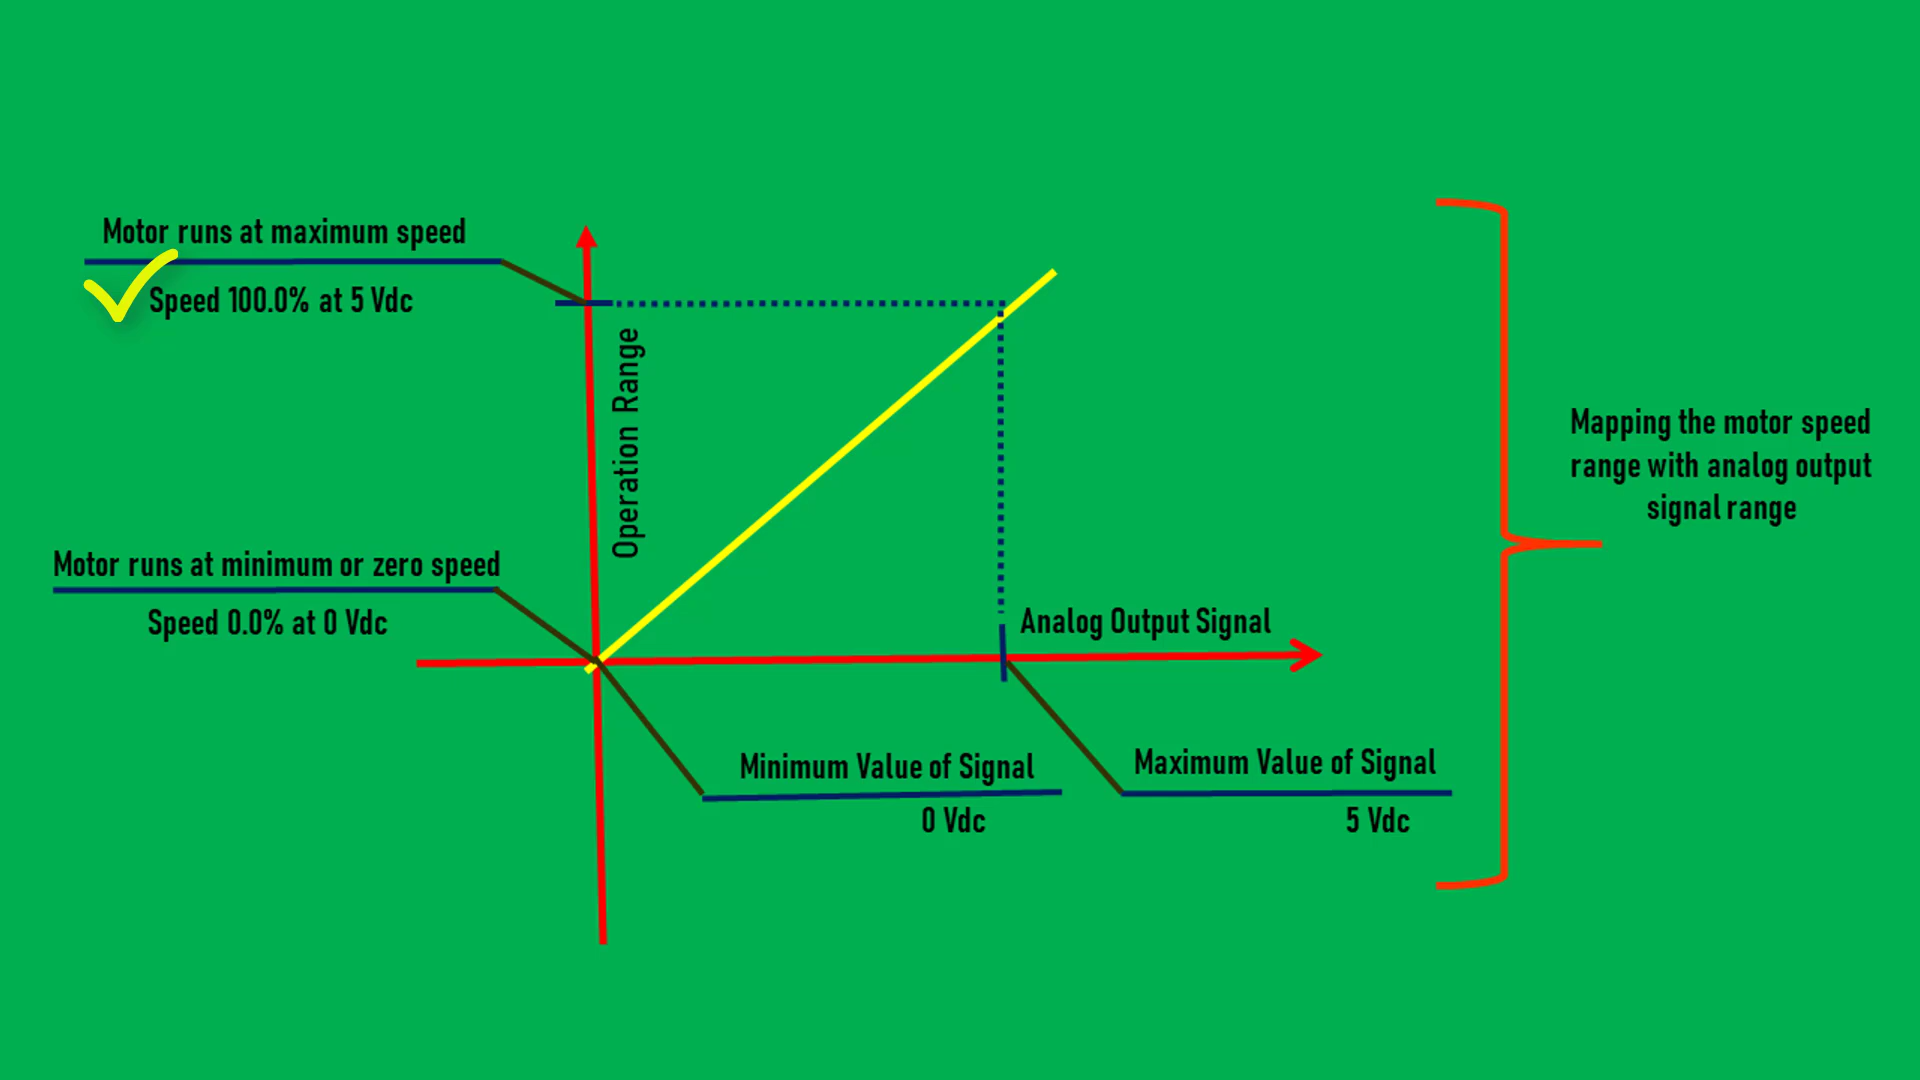 Motor runs at maximum speed
Speed 100.0% at 5 Vdc
Operation Range
Mapping the motor speed
range with analog output
signal range
Motor runs at minimum or zero speed
Speed 0.0% at 0 Vdc
Analog Output Signal
Minimum Value of Signal
0 Vdc
Maximum Value of Signal
5 Vdc